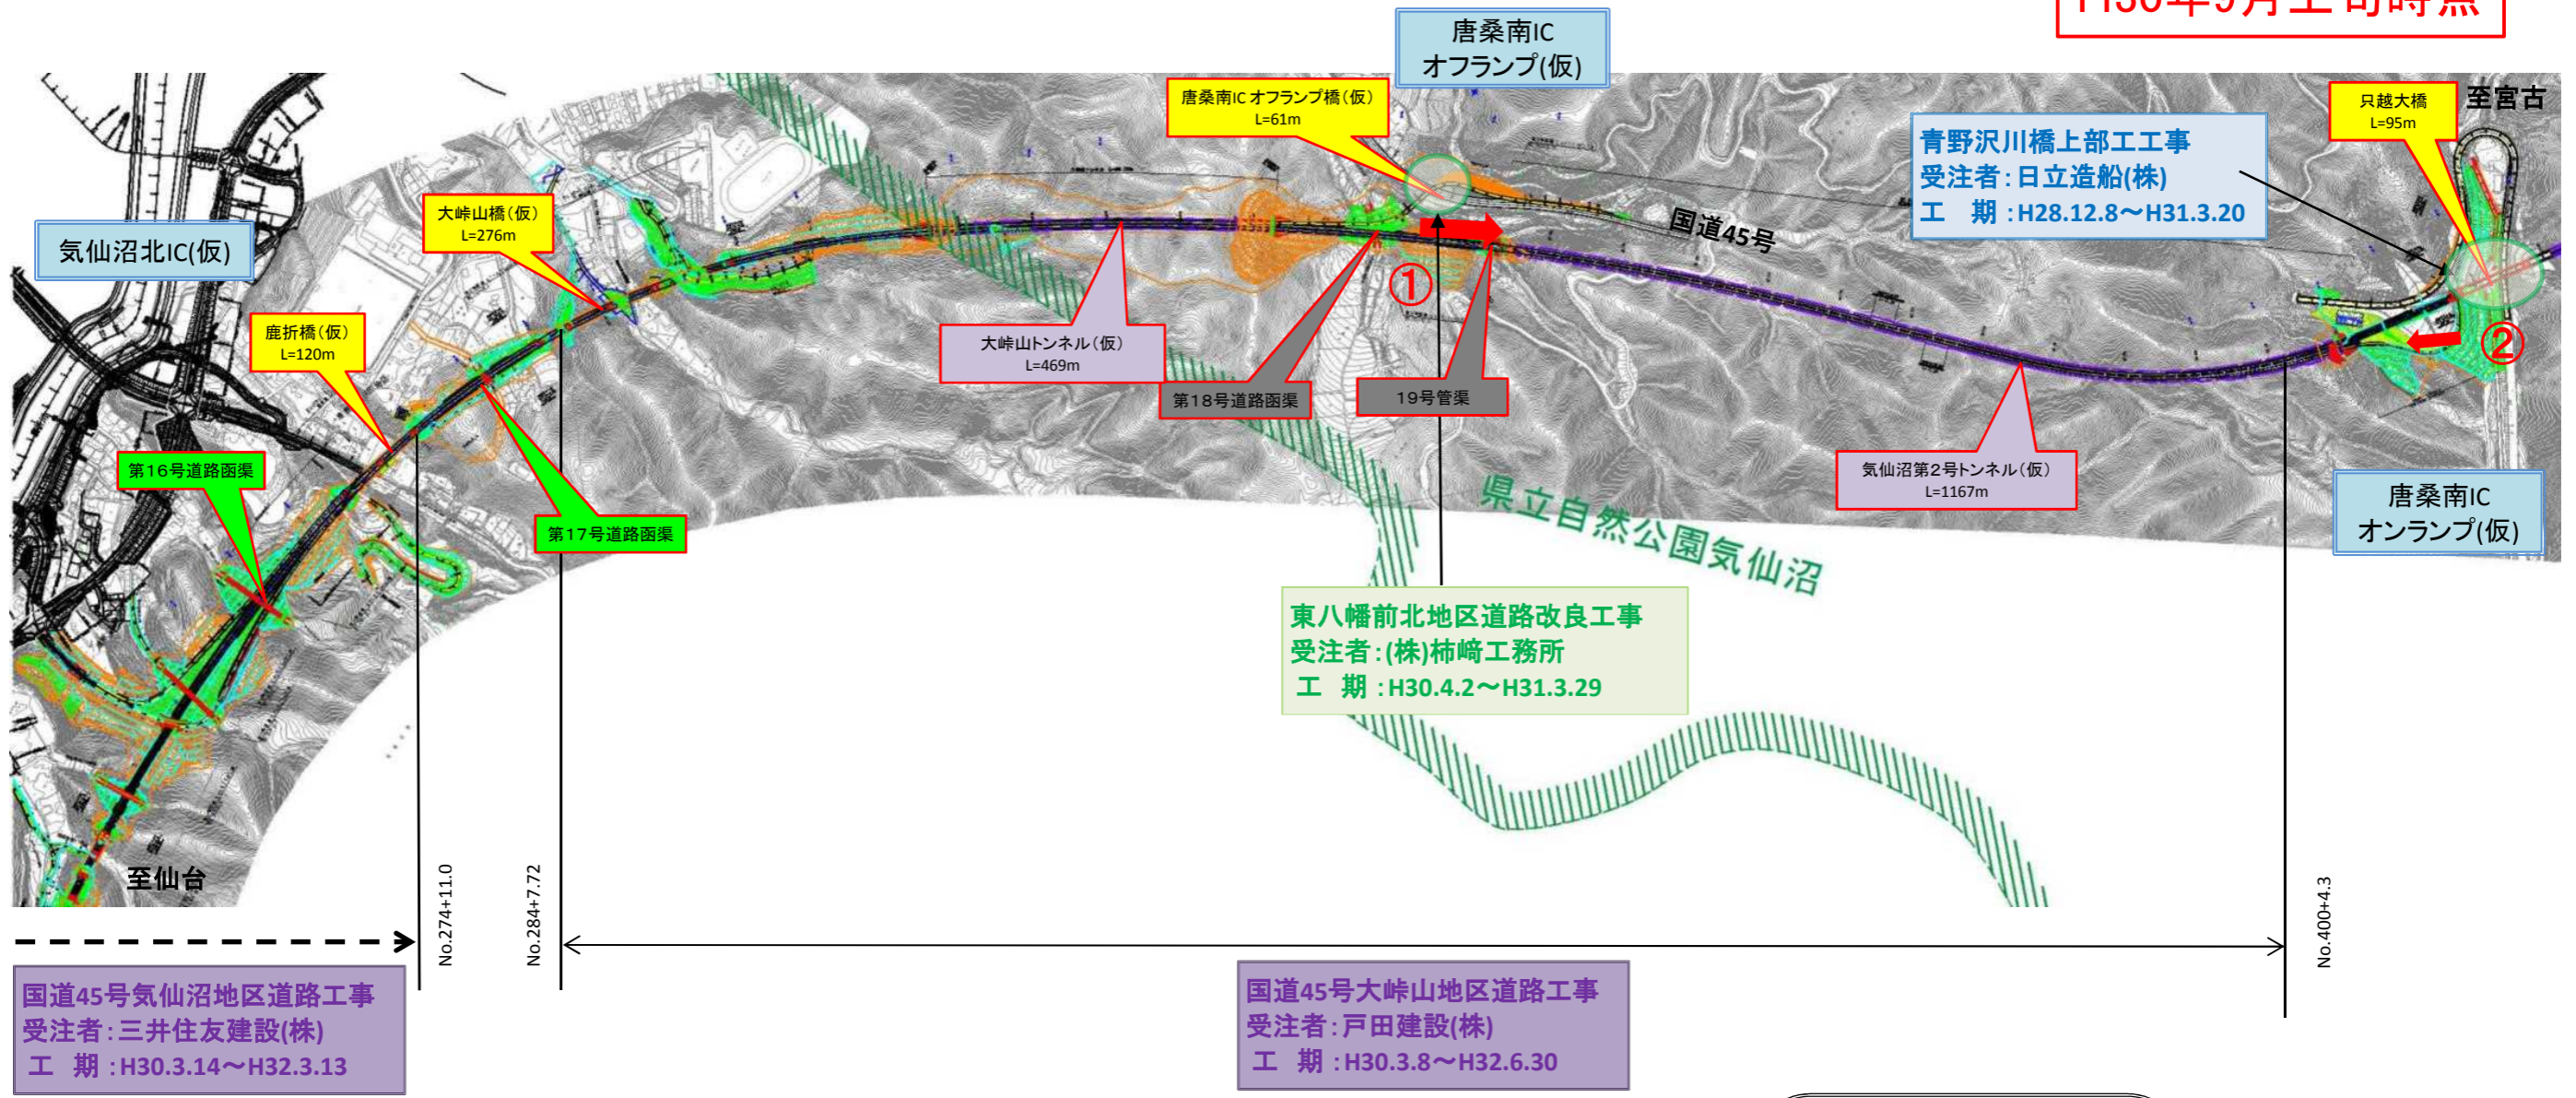 H30年9月上旬時点
唐桑南IC
オフランプ(仮)
唐桑南IC オフランプ橋(仮)
L=61m
只越大橋
L=95m
至宮古
青野沢川橋上部工工事
受注者:日立造船(株)
工 期:H28.12.8～H31.3.20
大峠山橋(仮)
L=276m
気仙沼北IC(仮)
国道45号
①
②
鹿折橋(仮)
L=120m
大峠山トンネル(仮)
L=469m
第18号道路函渠
19号管渠
第16号道路函渠
第17号道路函渠
気仙沼第2号トンネル(仮)
L=1167m
唐桑南IC
オンランプ(仮)
県立自然公園気仙沼
東八幡前北地区道路改良工事
受注者:(株)柿﨑工務所
工 期:H30.4.2～H31.3.29
至仙台
No.274+11.0
No.284+7.72
No.400+4.3
国道45号気仙沼地区道路工事
受注者:三井住友建設(株)
工 期:H30.3.14～H32.3.13
国道45号大峠山地区道路工事
受注者:戸田建設(株)
工 期:H30.3.8～H32.6.30